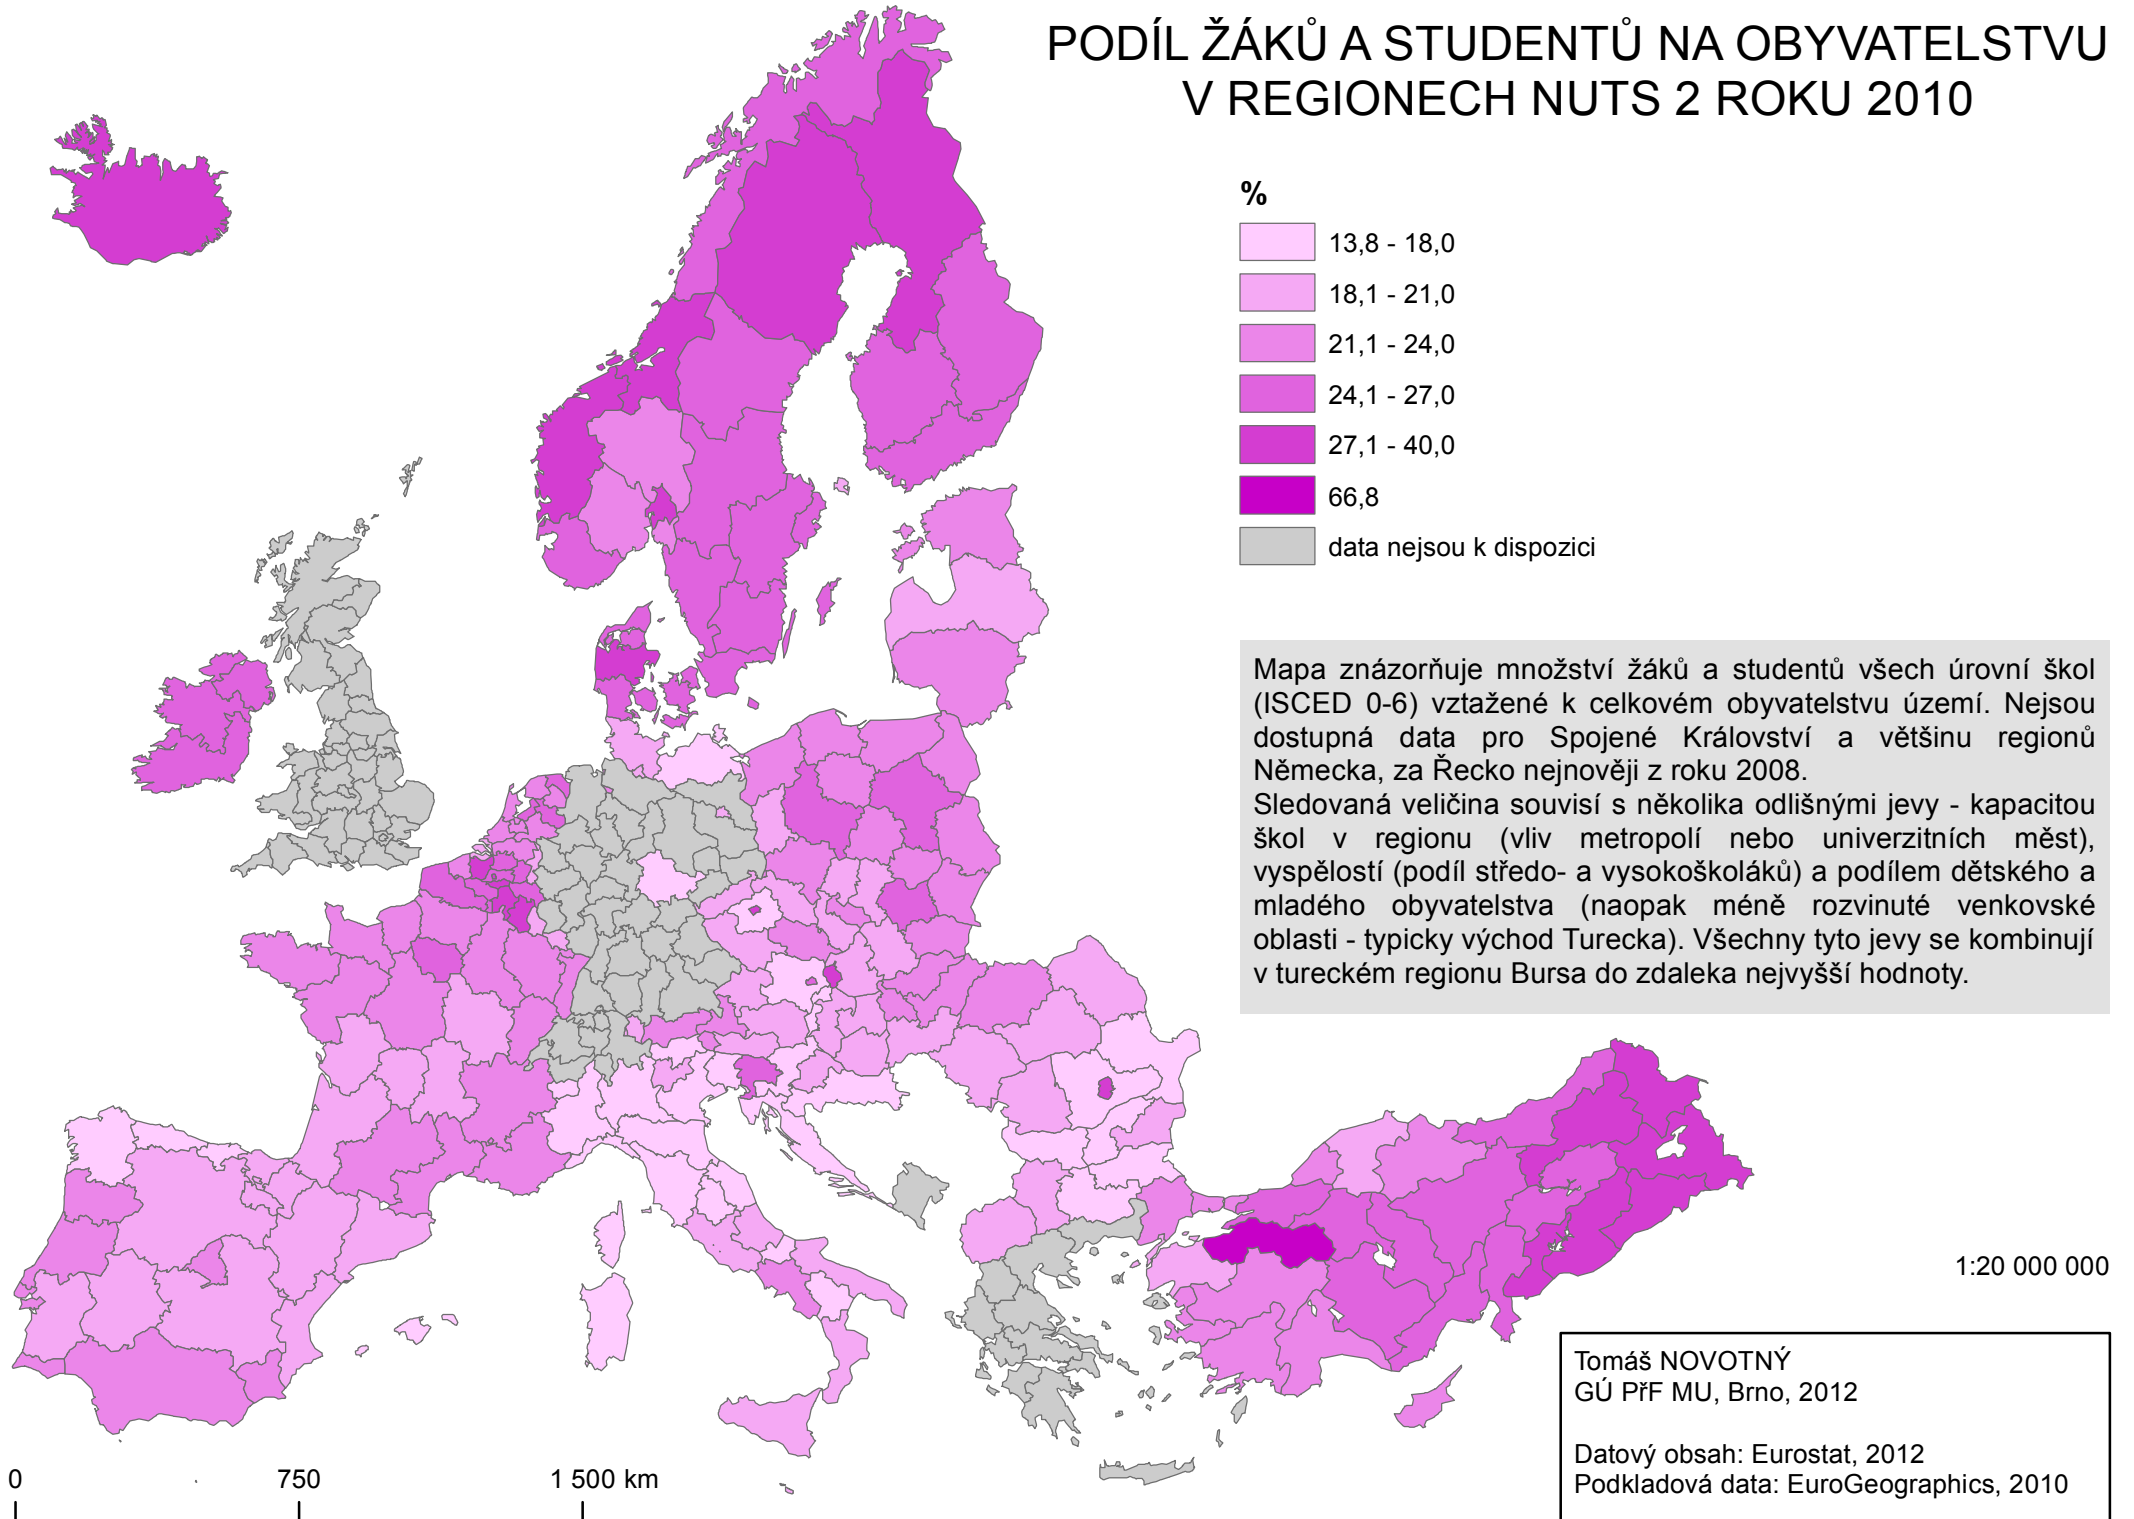 PODÍL ŽÁKŮ A STUDENTŮ NA OBYVATELSTVU
V REGIONECH NUTS 2 ROKU 2010
%
13,8 - 18,0
18,1 - 21,0
21,1 - 24,0
24,1 - 27,0
27,1 - 40,0
66,8
data nejsou k dispozici
Mapa znázorňuje množství žáků a studentů všech úrovní škol
(ISCED 0-6) vztažené k celkovém obyvatelstvu území. Nejsou
dostupná data pro Spojené Království a většinu regionů
Německa, za Řecko nejnověji z roku 2008.
Sledovaná veličina souvisí s několika odlišnými jevy - kapacitou
škol v regionu (vliv metropolí nebo univerzitních měst),
vyspělostí (podíl středo- a vysokoškoláků) a podílem dětského a
mladého obyvatelstva (naopak méně rozvinuté venkovské
oblasti - typicky východ Turecka). Všechny tyto jevy se kombinují
v tureckém regionu Bursa do zdaleka nejvyšší hodnoty.
1:20 000 000
Tomáš NOVOTNÝ
GÚ PřF MU, Brno, 2012
Datový obsah: Eurostat, 2012
Podkladová data: EuroGeographics, 2010
0 750 1 500 km